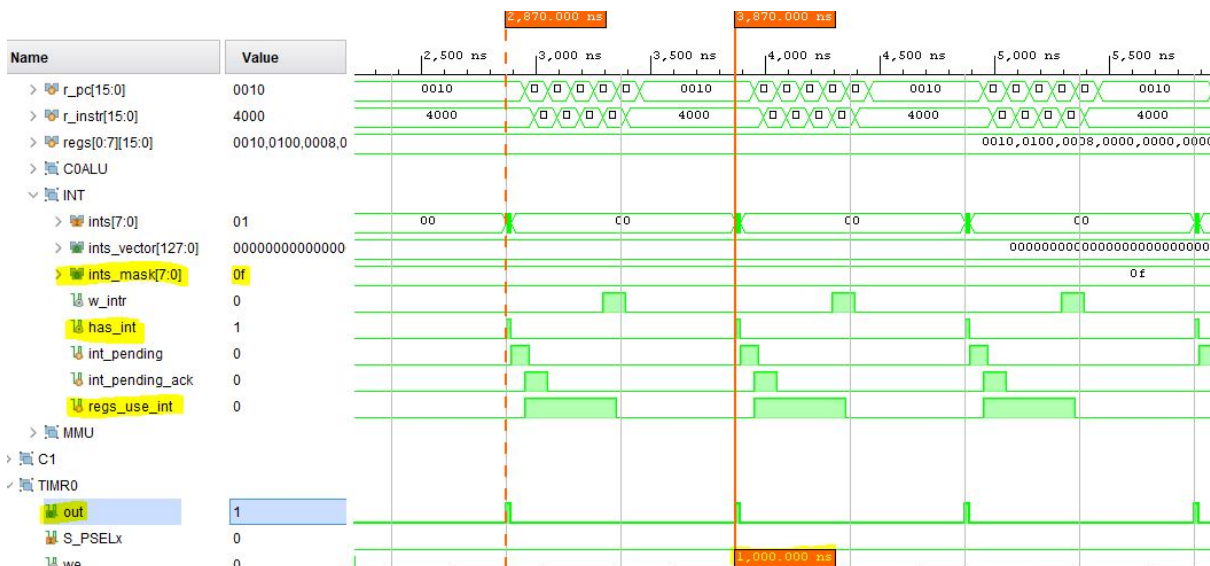 2,870.000 ns 3,870.000 ns
Name Value 2,500 ns 3,000 ns 3,500 ns 4,000 ns 4,500 ns 5,000 ns 5,500 ns
r_pc[15:0] 0010 0010 0010 0010 0010
r_instr[15:0] 4000 4000 4000 4000 4000
regs[0:7][15:0] 0010,0100,0008,0 0010,0100,0008,0000,0000,0000
C0ALU
INT
ints[7:0] 01 00 00 00 00
ints_vector[127:0] 00000000000000
ints_mask[7:0] 0f 0f
w_intr 0
has_int 1
int_pending 0
int_pending_ack 0
regs_use_int 0
MMU
C1
TIMR0
out 1
S_PSELx 0
we 0 1,000.000 ns